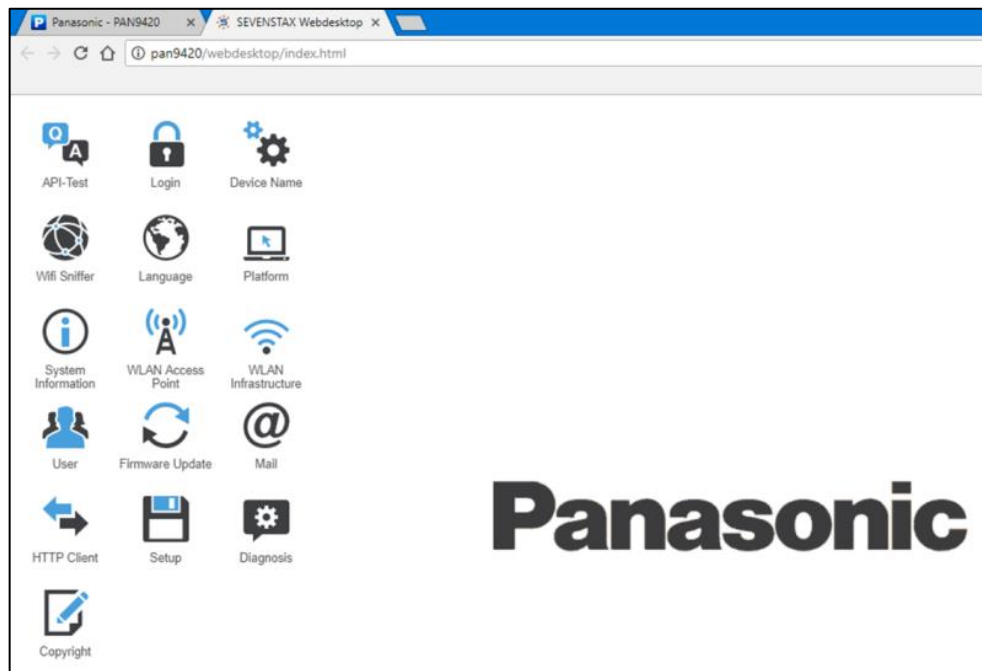 Panasonic - PAN9420
SEVENSTAX Webdesktop
pan9420/webdesktop/index.html
Q
A
API-Test
Login
Device Name
Wifi Sniffer
Language
Platform
System
Information
WLAN Access
Point
WLAN
Infrastructure
User
Firmware Update
@
Mail
HTTP Client
Setup
Diagnosis
Copyright
Panasonic